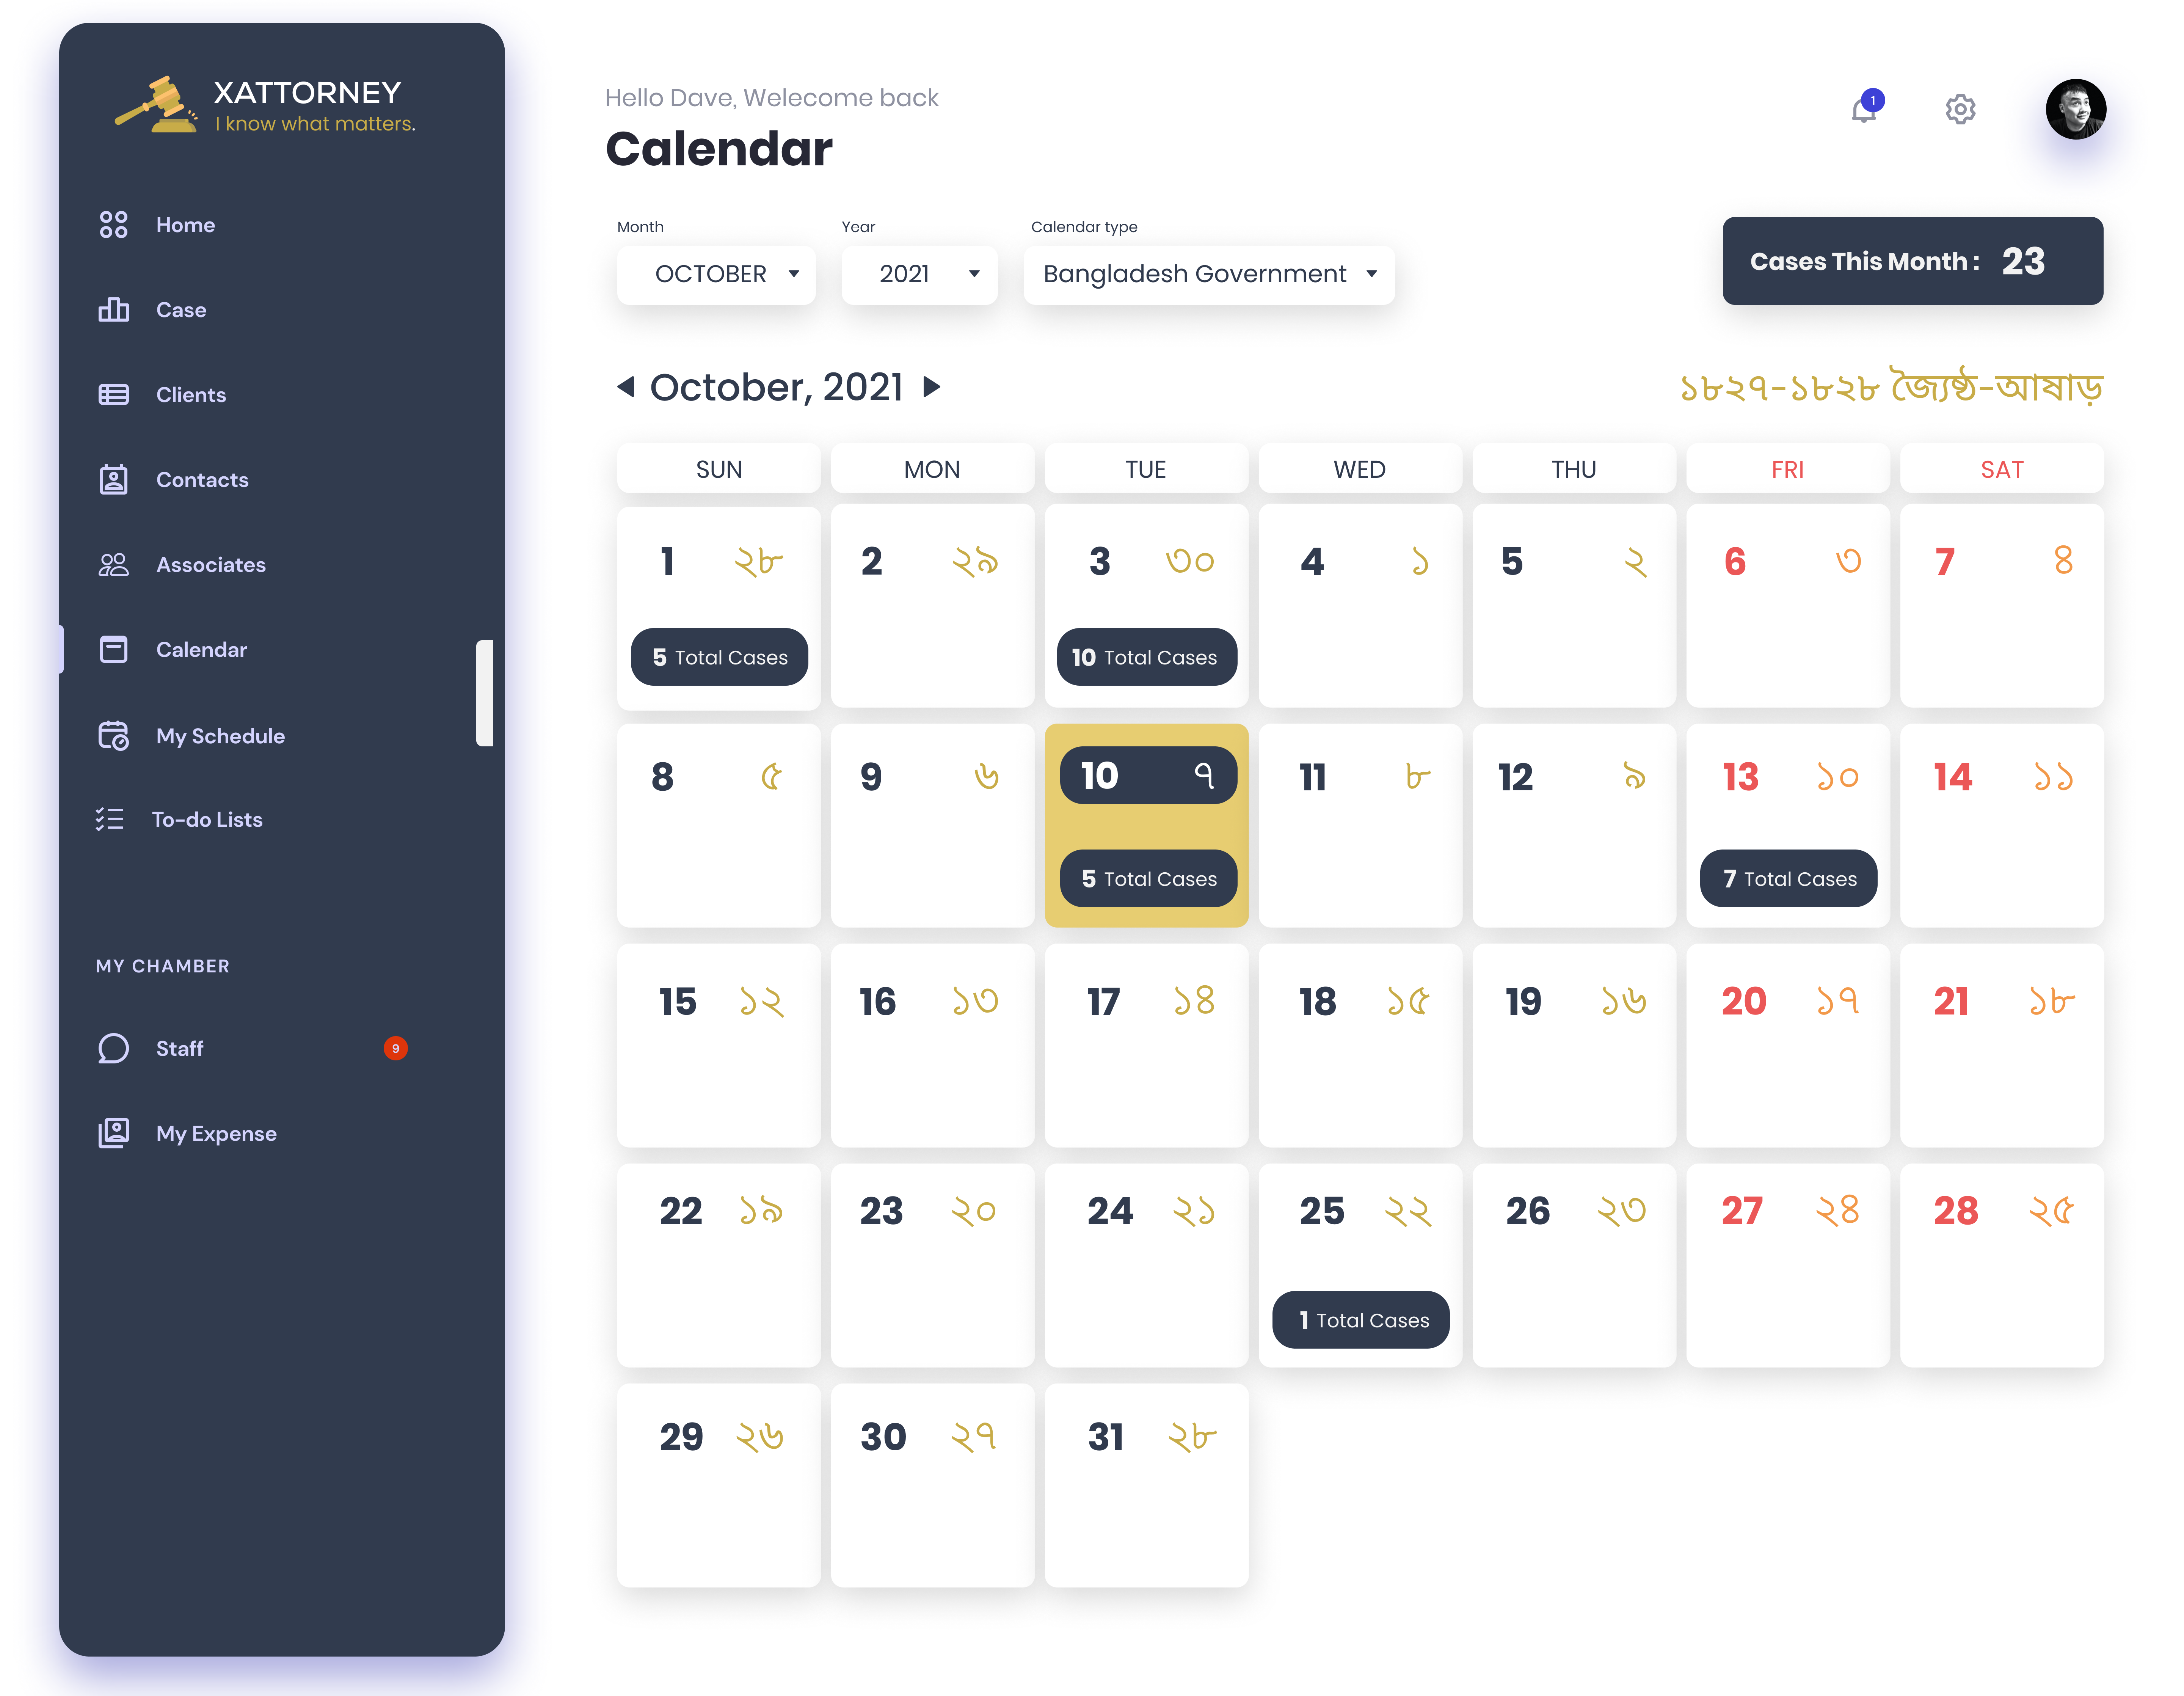 XATTORNEY
I know what matters.
Home
Case
Clients
Contacts
Associates
Calendar
My Schedule
To-do Lists
MY CHAMBER
Staff 9
My Expense
Hello Dave, Welecome back
1
Calendar
Month Year Calendar type
OCTOBER 2021 Bangladesh Government
Cases This Month : 23
October, 2021
১৮২৭-১৮২৮ জ্যৈষ্ঠ-আষাড়
SUN MON TUE WED THU FRI SAT
1 ২৮ 2 ২৯ 3 ৩০ 4 ১ 5 ২ 6 ৩ 7 ৪
5 Total Cases 10 Total Cases
8 ৫ 9 ৬ 10 ৭ 11 ৮ 12 ৯ 13 ১০ 14 ১১
5 Total Cases 7 Total Cases
15 ১২ 16 ১৩ 17 ১৪ 18 ১৫ 19 ১৬ 20 ১৭ 21 ১৮
22 ১৯ 23 ২০ 24 ২১ 25 ২২ 26 ২৩ 27 ২৪ 28 ২৫
1 Total Cases
29 ২৬ 30 ২৭ 31 ২৮